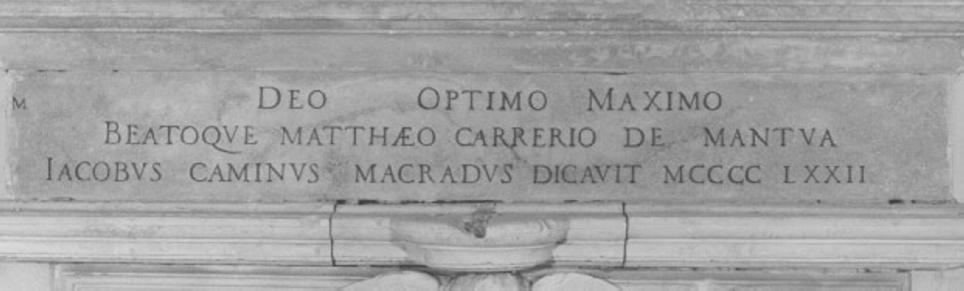 M
DEO OPTIMO MAXIMO
BEATOQVE MATTHÆO CARRERIO DE MANTVA
IACOBVS CAMINVS MACRADVS DICAVIT MCCCC LXXII